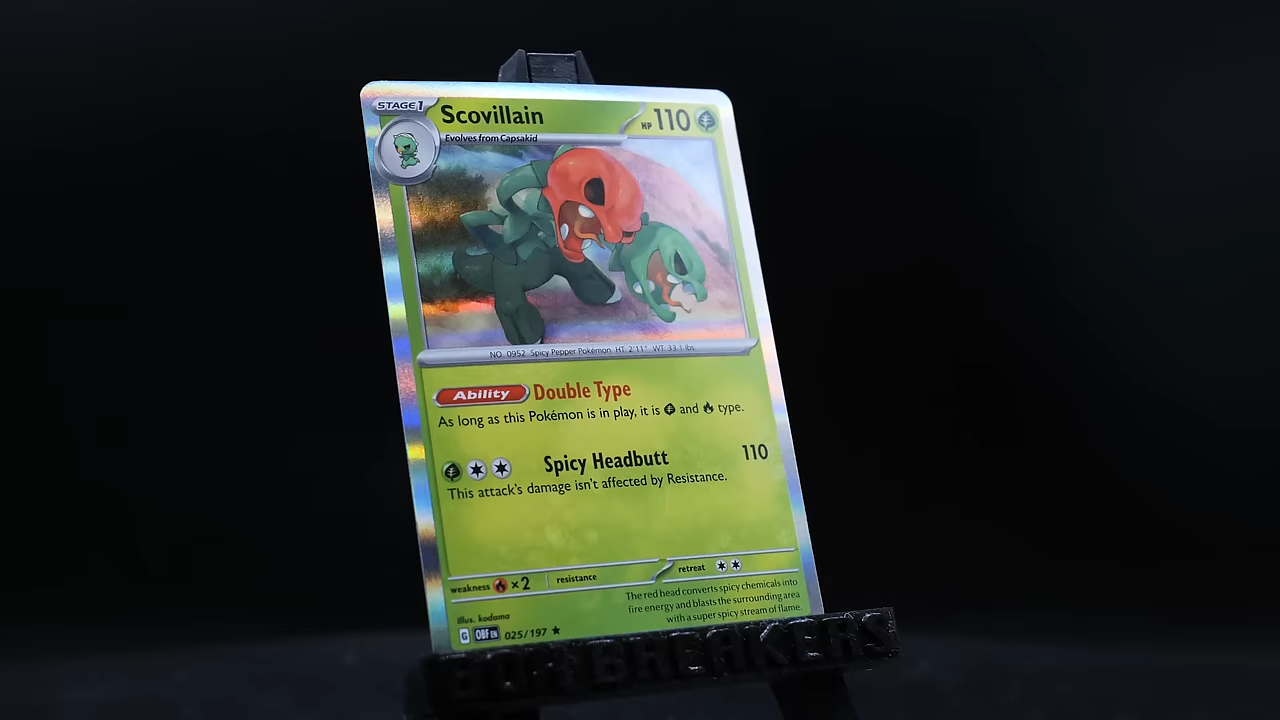 STAGE 1
Scovillain
HP 110
Evolves from Capsakid
NO. 0952 Spicy Pepper Pokémon HT: 2'11" WT: 33.1 lbs
Ability Double Type
As long as this Pokémon is in play, it is and type.
Spicy Headbutt 110
This attack's damage isn't affected by Resistance.
weakness ×2 resistance retreat
The red head converts spicy chemicals into
fire energy and blasts the surrounding area
with a super spicy stream of flame.
Illus. kodama
G OBF EN 025/197 ★
BREAKERS